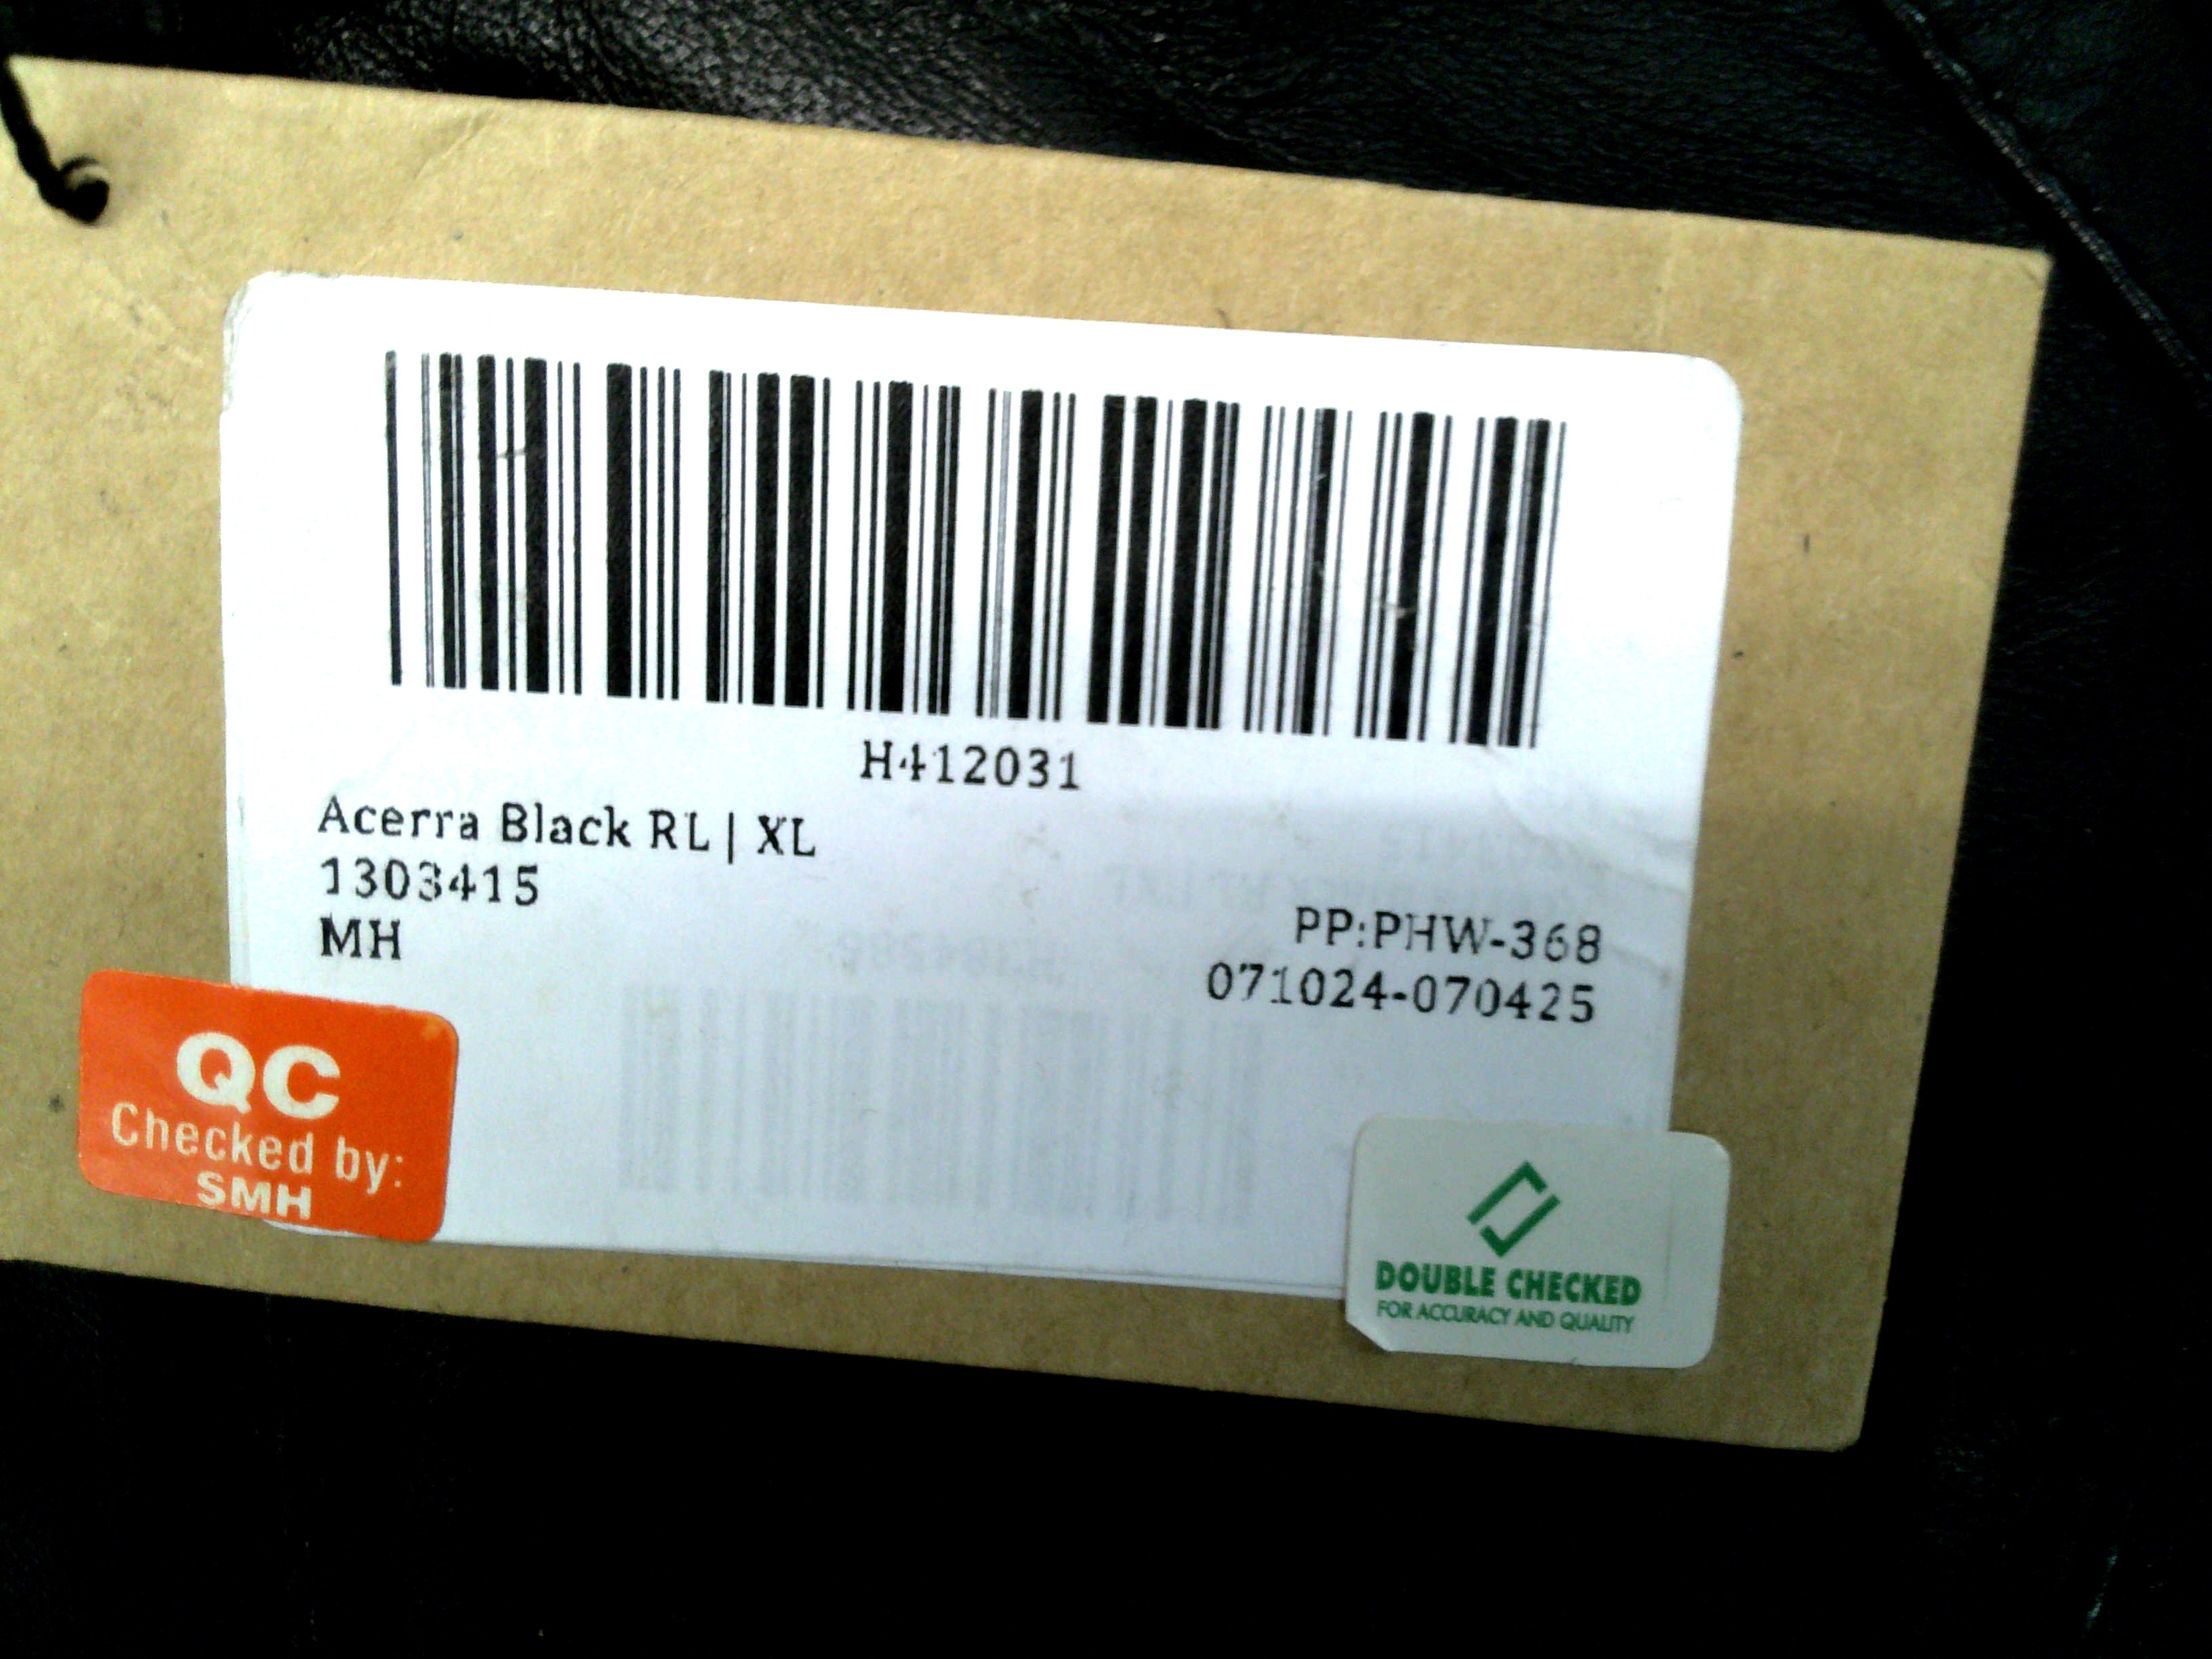 H412031
Acerra Black RL | XL
1303415
MH
PP:PHW-368
071024-070425
QC
Checked by:
SMH
DOUBLE CHECKED
FOR ACCURACY AND QUALITY